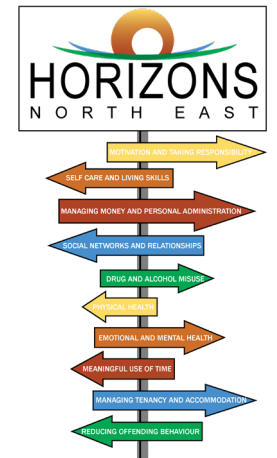 HORIZONS
NORTH EAST
MOTIVATION AND TAKING RESPONSIBILITY
SELF CARE AND LIVING SKILLS
MANAGING MONEY AND PERSONAL ADMINISTRATION
SOCIAL NETWORKS AND RELATIONSHIPS
DRUG AND ALCOHOL MISUSE
PHYSICAL HEALTH
EMOTIONAL AND MENTAL HEALTH
MEANINGFUL USE OF TIME
MANAGING TENANCY AND ACCOMMODATION
REDUCING OFFENDING BEHAVIOUR